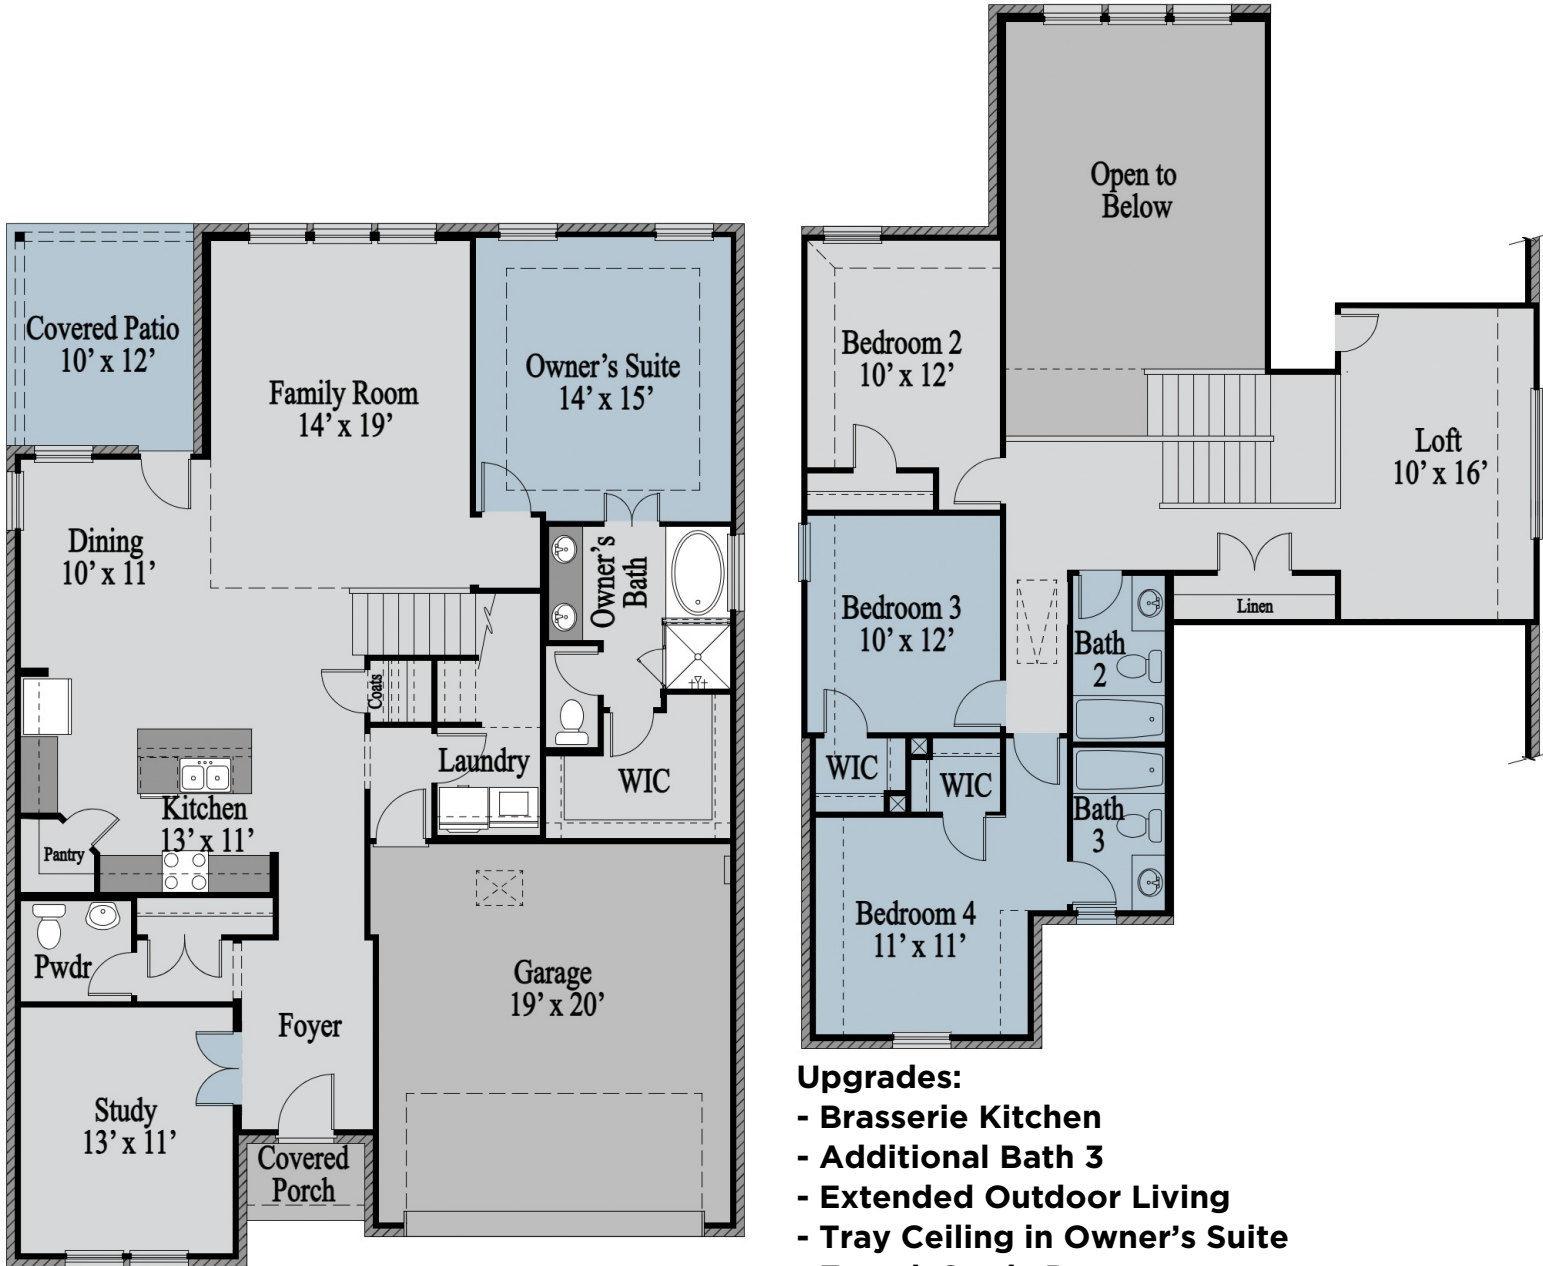 Covered Patio
10' x 12'
Family Room
14' x 19'
Owner's Suite
14' x 15'
Dining
10' x 11'
Owner's
Bath
Coats
Laundry
WIC
Kitchen
13' x 11'
Pantry
Pwdr
Foyer
Garage
19' x 20'
Study
13' x 11'
Covered
Porch
Open to
Below
Bedroom 2
10' x 12'
Loft
10' x 16'
Bedroom 3
10' x 12'
Linen
Bath
2
WIC
WIC
Bath
3
Bedroom 4
11' x 11'
Upgrades:
- Brasserie Kitchen
- Additional Bath 3
- Extended Outdoor Living
- Tray Ceiling in Owner's Suite